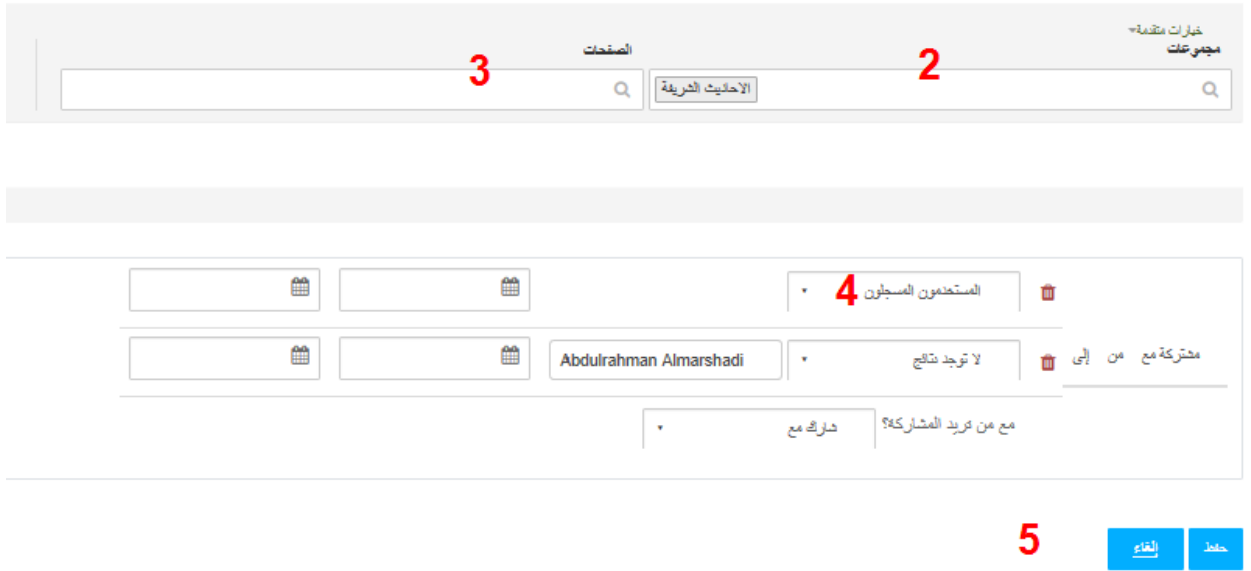 خيارات متقدمة
مجموعات
2
الصفحات
3
الاحاديث الشريفة
المستخدمون المسجلون
4
مشتركة مع من إلى
لا توجد نتائج
Abdulrahman Almarshadi
مع من تريد المشاركة؟
شارك مع
حفظ
إلغاء
5